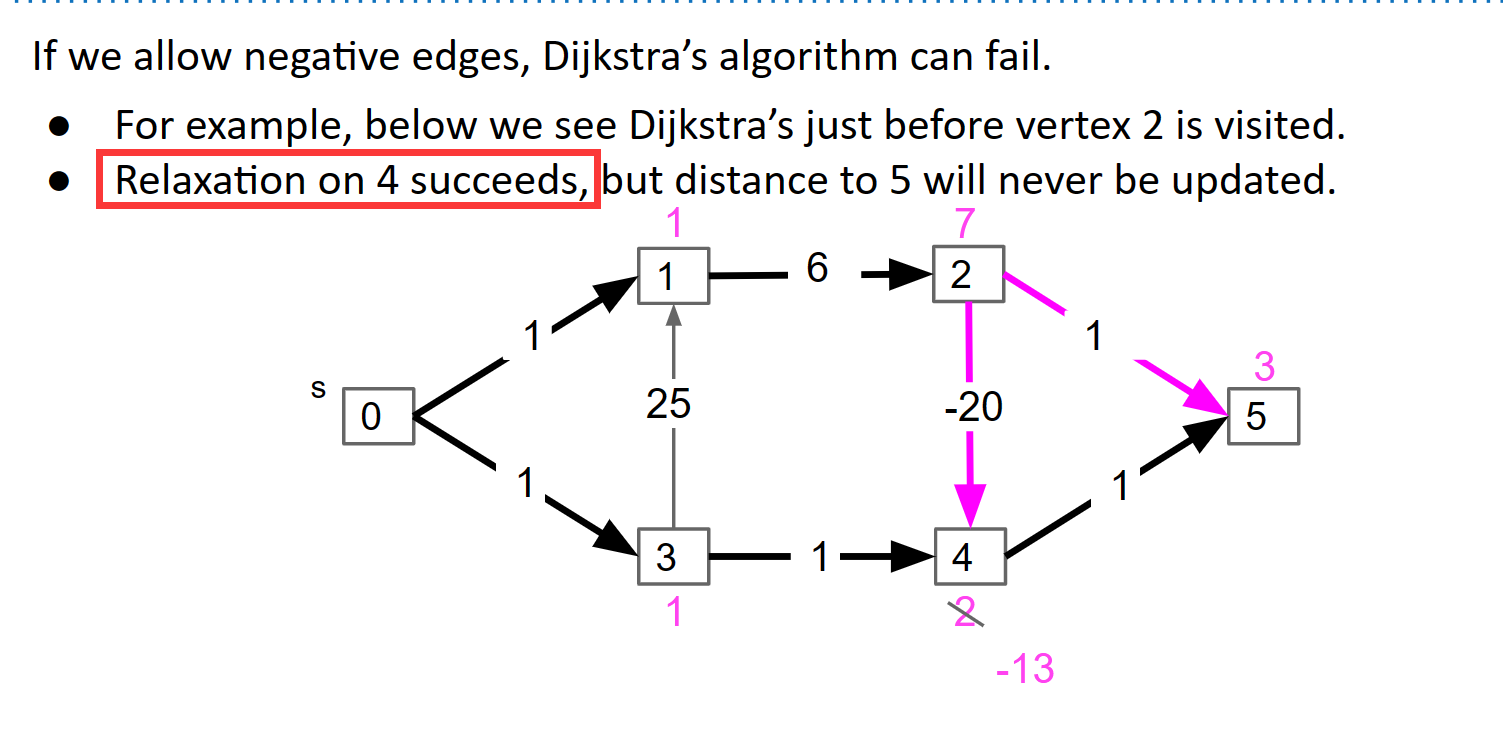 If we allow negative edges, Dijkstra's algorithm can fail.
● For example, below we see Dijkstra's just before vertex 2 is visited.
● Relaxation on 4 succeeds, but distance to 5 will never be updated.
1 7
1 6 2
1 1
s 0 25 -20 3
5
1 1
3 1 4
1 2
-13